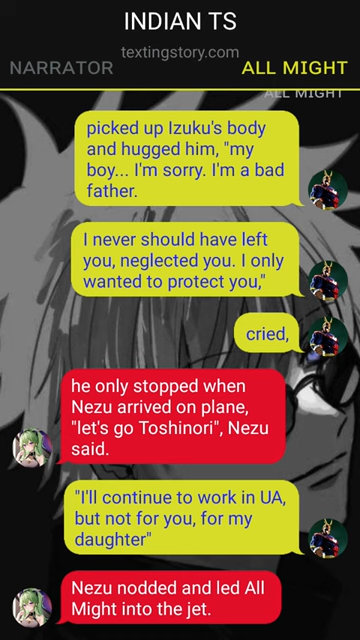 INDIAN TS
textingstory.com
NARRATOR
ALL MIGHT
ALL MIGHT
picked up Izuku's body
and hugged him, "my
boy... I'm sorry. I'm a bad
father.
I never should have left
you, neglected you. I only
wanted to protect you,"
cried,
he only stopped when
Nezu arrived on plane,
"let's go Toshinori", Nezu
said.
"I'll continue to work in UA,
but not for you, for my
daughter"
Nezu nodded and led All
Might into the jet.